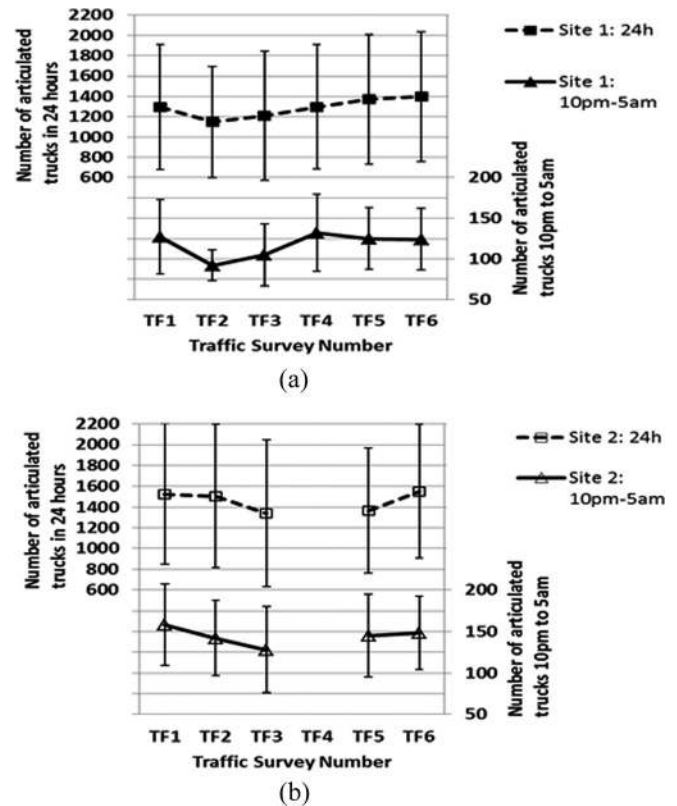 2200
2000
1800
1600
1400
1200
1000
800
600
Number of articulated
trucks in 24 hours
200
150
100
50
Number of articulated
trucks 10pm to 5am
TF1 TF2 TF3 TF4 TF5 TF6
Traffic Survey Number
Site 1: 24h
Site 1:
10pm-5am
(a)
2200
2000
1800
1600
1400
1200
1000
800
600
Number of articulated
trucks in 24 hours
200
150
100
50
Number of articulated
trucks 10pm to 5am
TF1 TF2 TF3 TF4 TF5 TF6
Traffic Survey Number
Site 2: 24h
Site 2:
10pm-5am
(b)